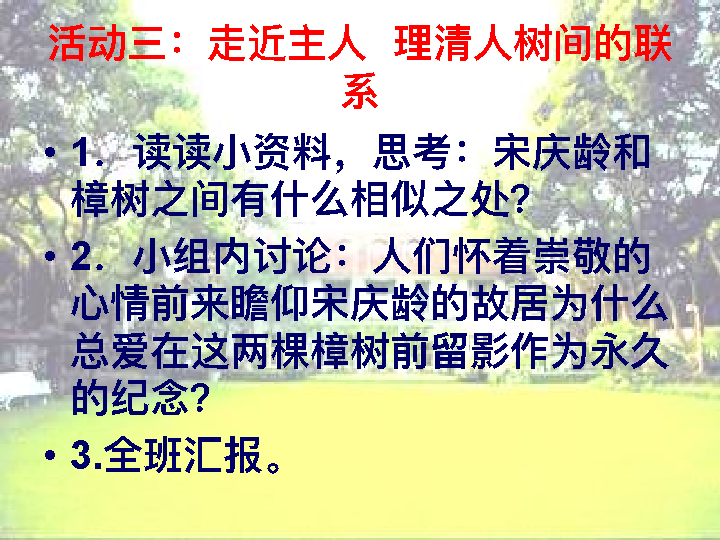 活动三：走近主人  理清人树间的联
系
• 1．读读小资料，思考：宋庆龄和
樟树之间有什么相似之处?
• 2．小组内讨论：人们怀着崇敬的
心情前来瞻仰宋庆龄的故居为什么
总爱在这两棵樟树前留影作为永久
的纪念?
• 3.全班汇报。